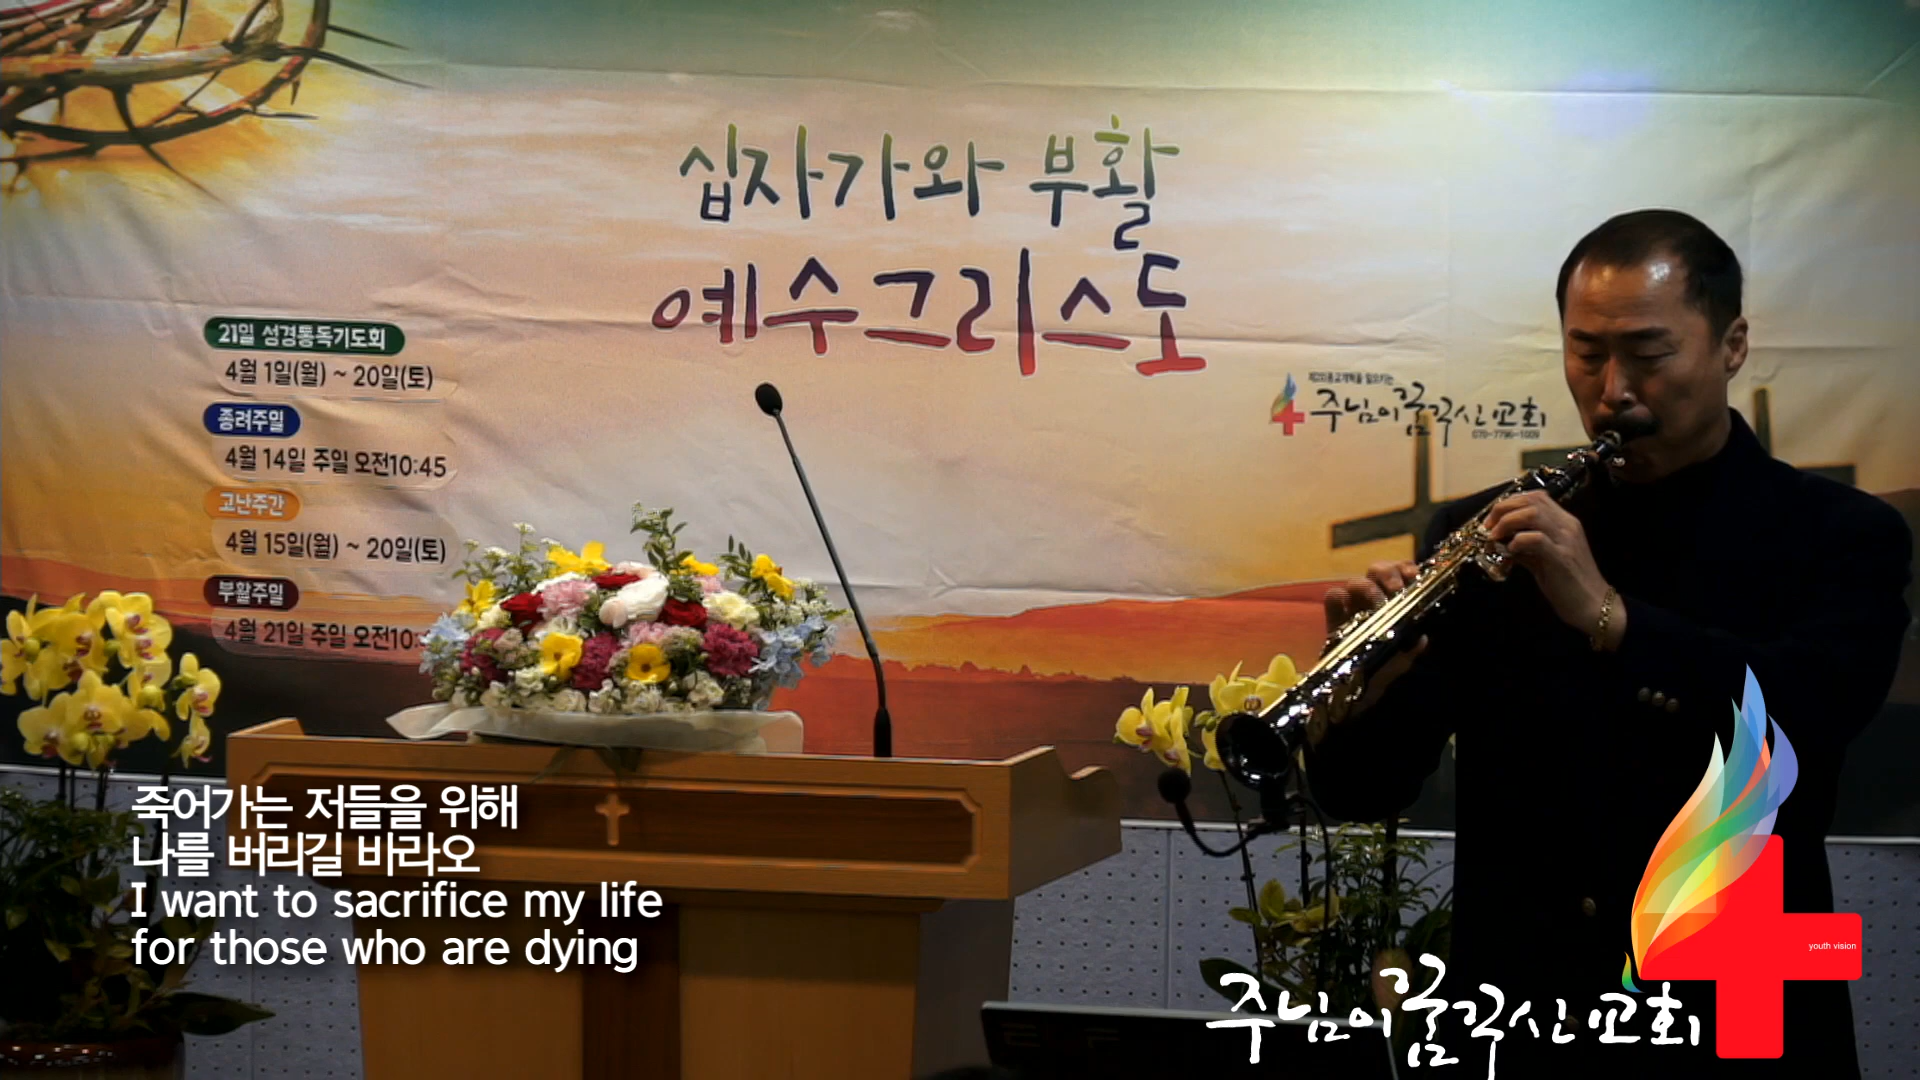 십자가와 부활
예수그리스도
21일 성경통독기도회
4월 1일(월) ~ 20일(토)
종려주일
4월 14일 주일 오전10:45
고난주간
4월 15일(월) ~ 20일(토)
부활주일
4월 21일 주일 오전10:
주님이꿈꾸신교회
070-7796-1009
죽어가는 저들을 위해
나를 버리길 바라오
I want to sacrifice my life
for those who are dying
youth vision
주님이꿈꾸신교회